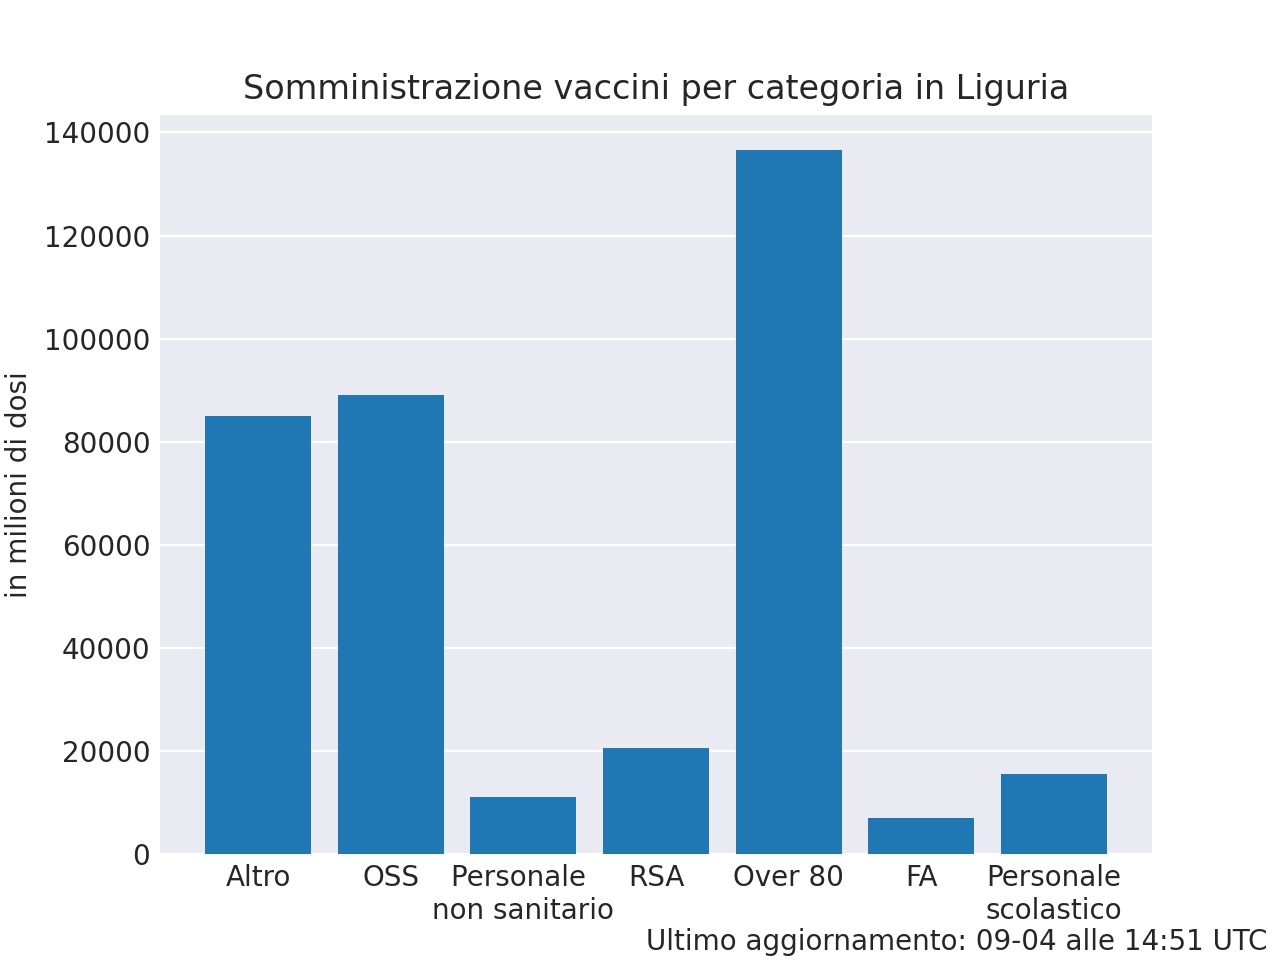 Somministrazione vaccini per categoria in Liguria
140000
120000
100000
80000
60000
40000
20000
0
in milioni di dosi
Altro OSS Personale non sanitario RSA Over 80 FA Personale scolastico
Ultimo aggiornamento: 09-04 alle 14:51 UTC